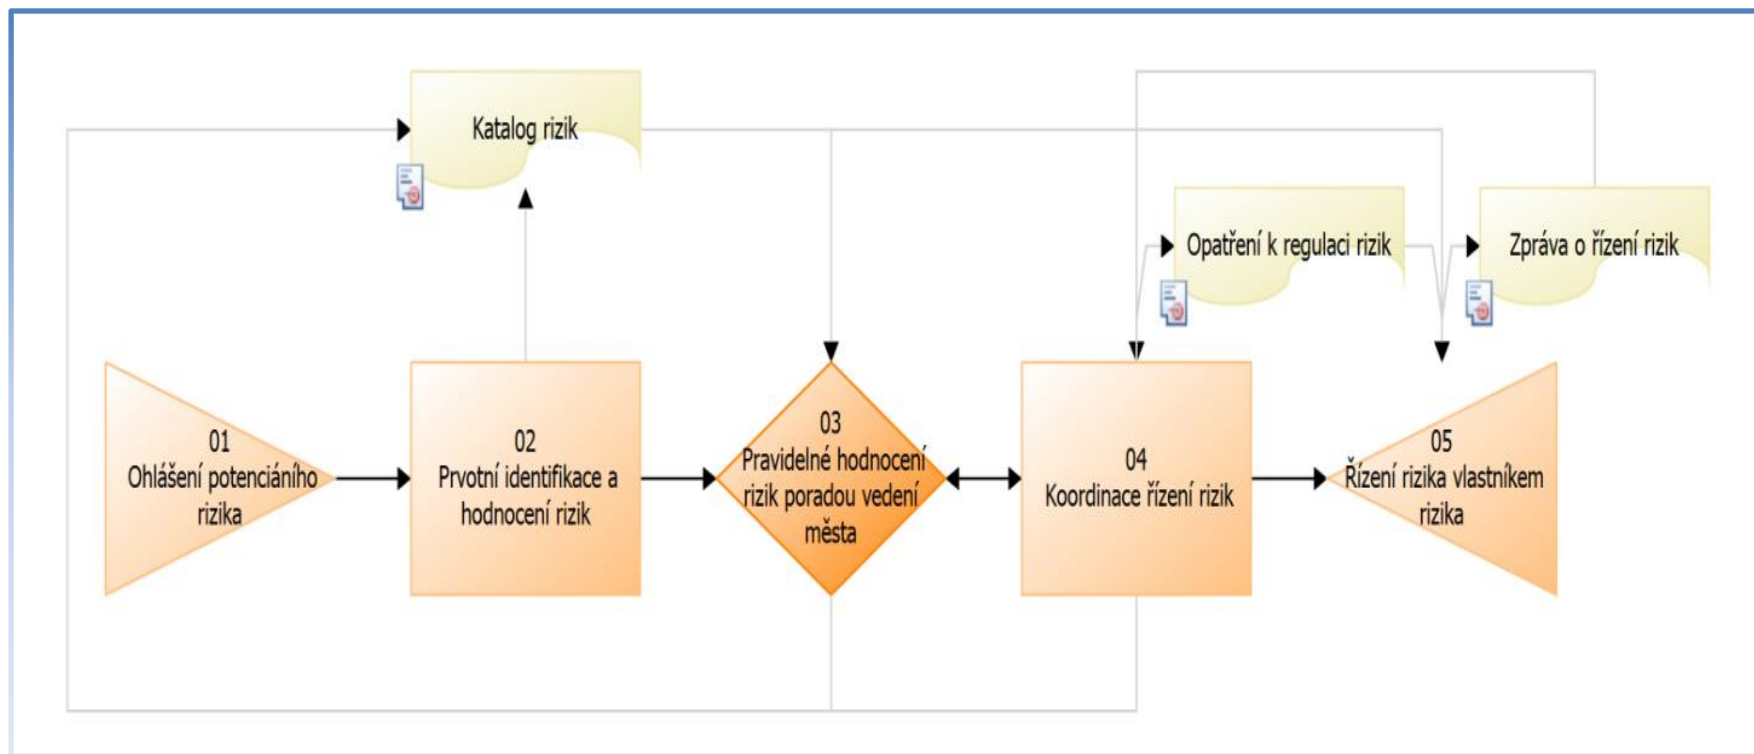 Katalog rizik
Opatření k regulaci rizik
Zpráva o řízení rizik
01
Ohlášení potenciáního
rizika
02
Prvotní identifikace a
hodnocení rizik
03
Pravidelné hodnocení
rizik poradou vedení
města
04
Koordinace řízení rizik
05
Řízení rizika vlastníkem
rizika